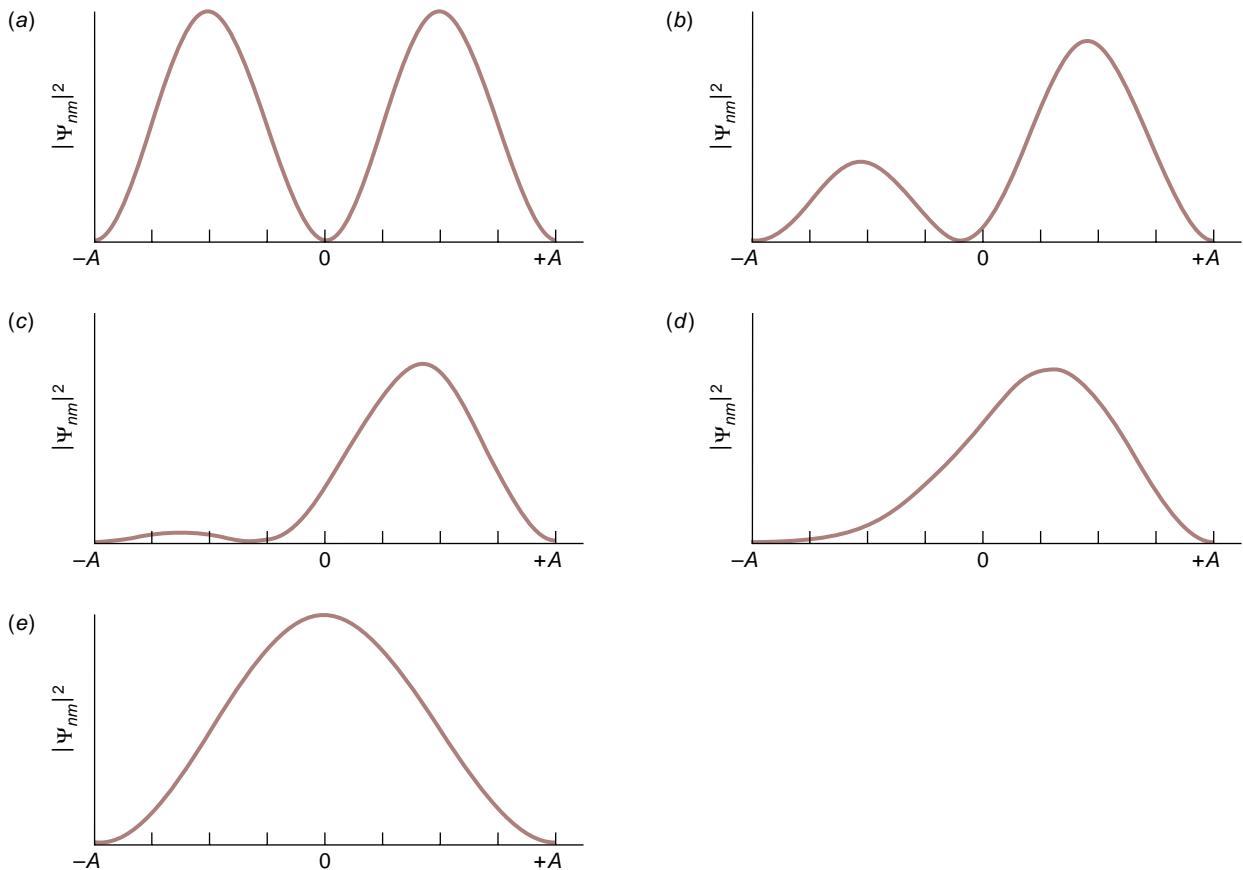 (a)
|Ψnm|²
–A 0 +A
(b)
|Ψnm|²
–A 0 +A
(c)
|Ψnm|²
–A 0 +A
(d)
|Ψnm|²
–A 0 +A
(e)
|Ψnm|²
–A 0 +A